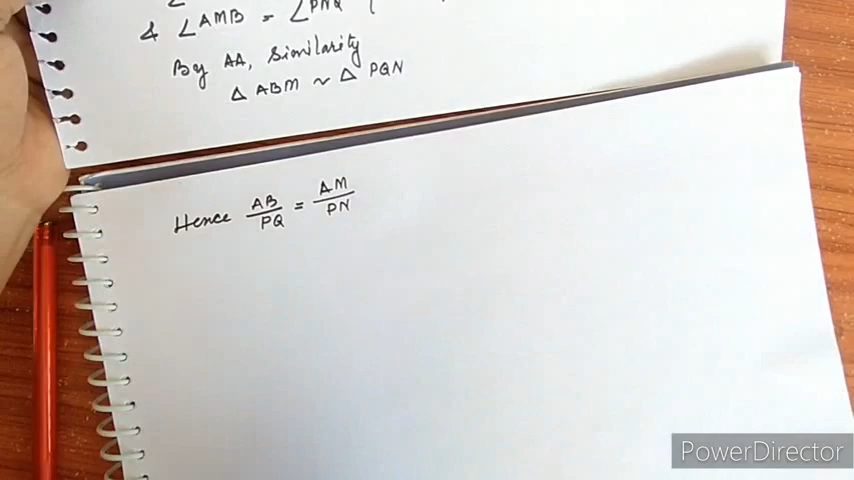 & ∠AMB = ∠PNQ (
By AA, Similarity
Δ ABM ~ Δ PQN
Hence AB/PQ = AM/PN
PowerDirector